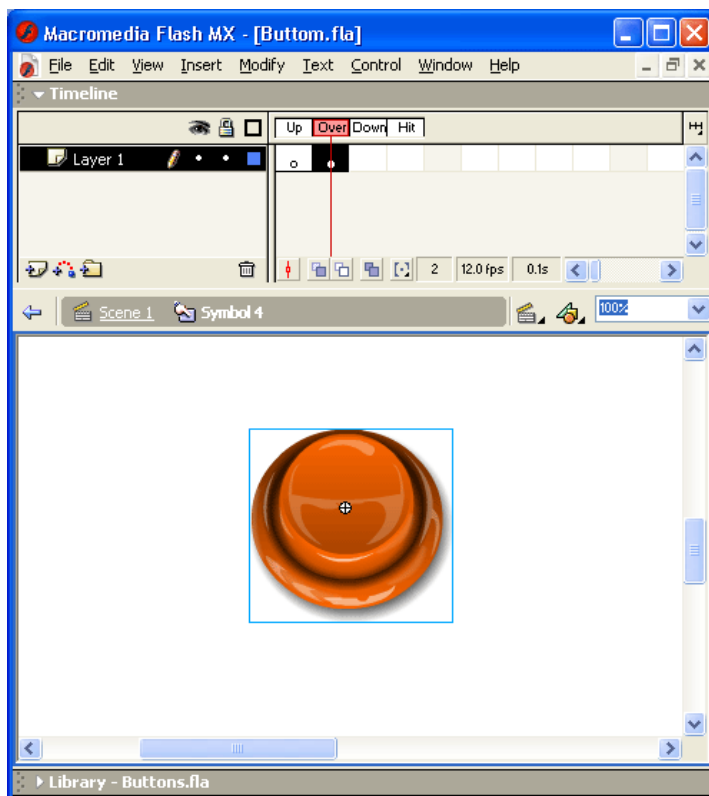 Macromedia Flash MX - [Buttom.fla]
File Edit View Insert Modify Text Control Window Help
Timeline
Up Over Down Hit
Layer 1
2 12.0 fps 0.1s
Scene 1 Symbol 4 100%
Library - Buttons.fla